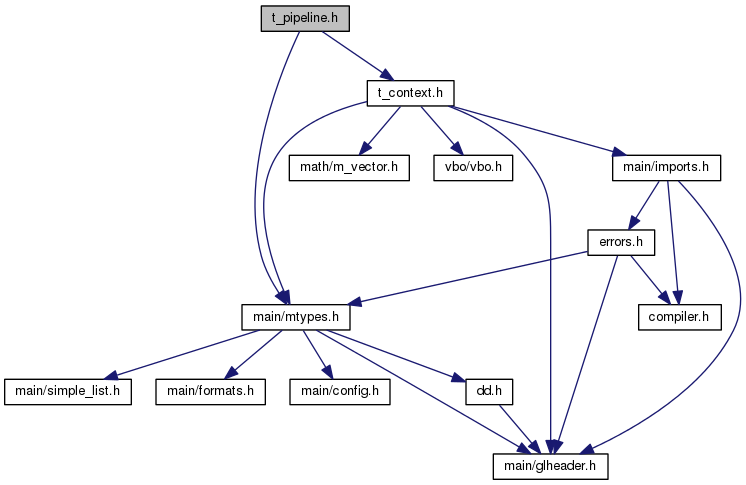 t_pipeline.h
t_context.h
math/m_vector.h
vbo/vbo.h
main/imports.h
errors.h
main/mtypes.h
compiler.h
main/simple_list.h
main/formats.h
main/config.h
dd.h
main/glheader.h